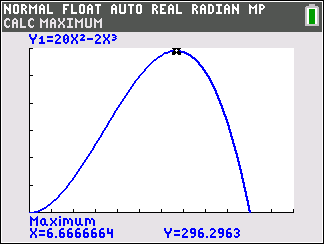 NORMAL FLOAT AUTO REAL RADIAN MP
CALC MAXIMUM
Y1=20X²-2X³
Maximum
X=6.6666664 Y=296.2963